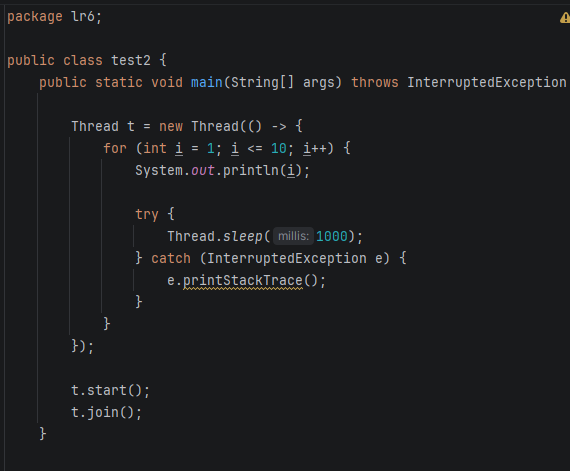 package lr6;
public class test2 {
public static void main(String[] args) throws InterruptedException
Thread t = new Thread(() -> {
for (int i = 1; i <= 10; i++) {
System.out.println(i);
try {
Thread.sleep( millis: 1000);
} catch (InterruptedException e) {
e.printStackTrace();
}
}
});
t.start();
t.join();
}